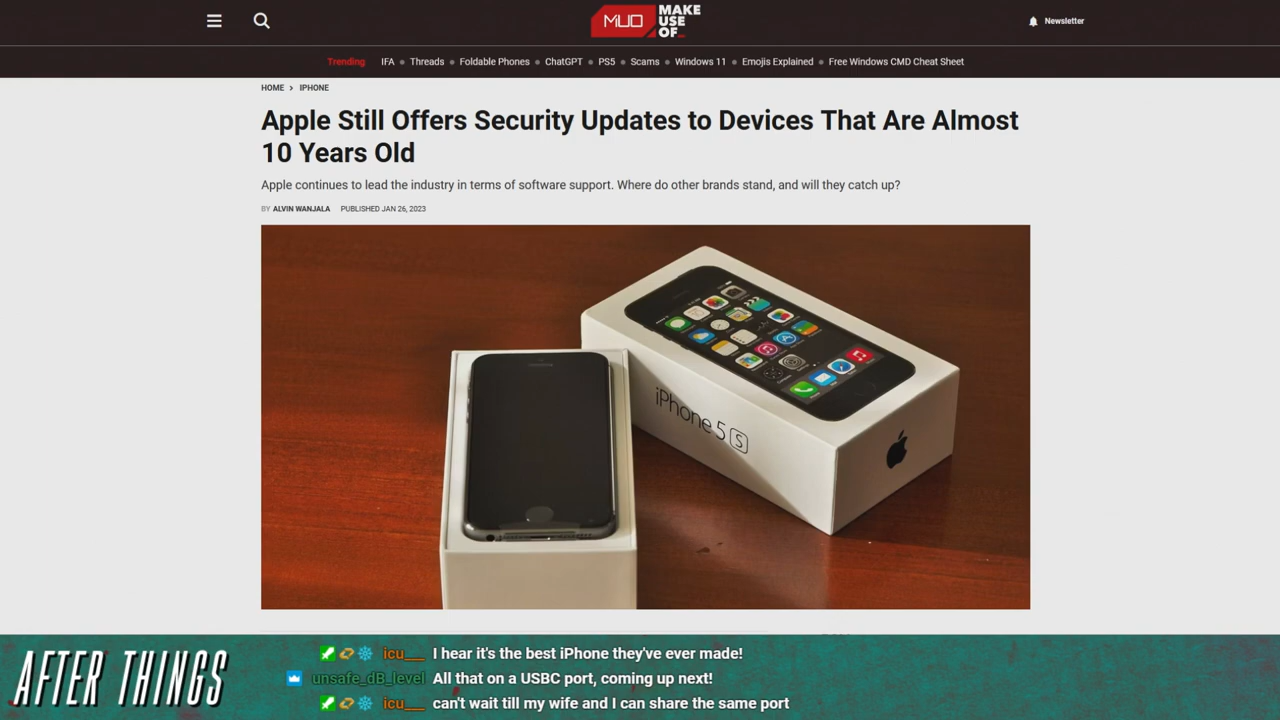 MUO MAKE
USE
OF_
Newsletter
Trending IFA Threads Foldable Phones ChatGPT PS5 Scams Windows 11 Emojis Explained Free Windows CMD Cheat Sheet
HOME > IPHONE
Apple Still Offers Security Updates to Devices That Are Almost
10 Years Old
Apple continues to lead the industry in terms of software support. Where do other brands stand, and will they catch up?
BY ALVIN WANJALA PUBLISHED JAN 26, 2023
iPhone 5 S
AFTER THINGS
icu___ I hear it's the best iPhone they've ever made!
unsafe_dB_level All that on a USBC port, coming up next!
icu___ can't wait till my wife and I can share the same port